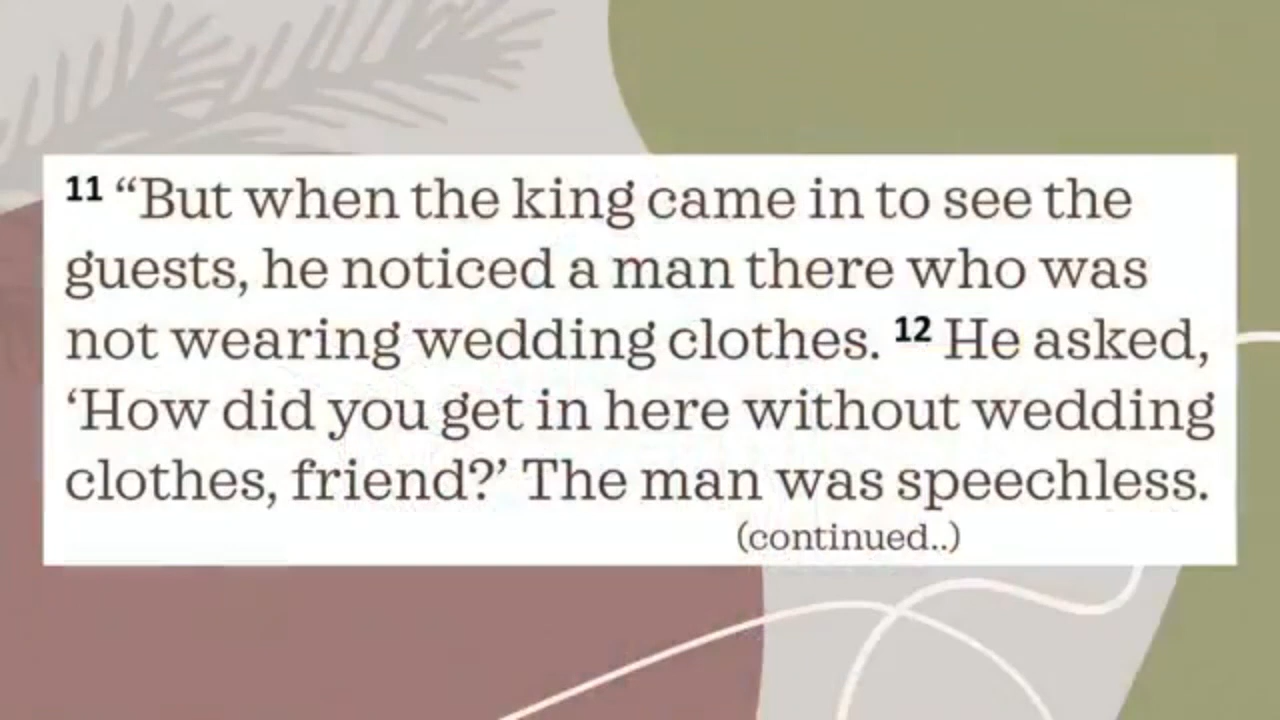 11 “But when the king came in to see the
guests, he noticed a man there who was
not wearing wedding clothes. 12 He asked,
‘How did you get in here without wedding
clothes, friend?’ The man was speechless.
(continued..)